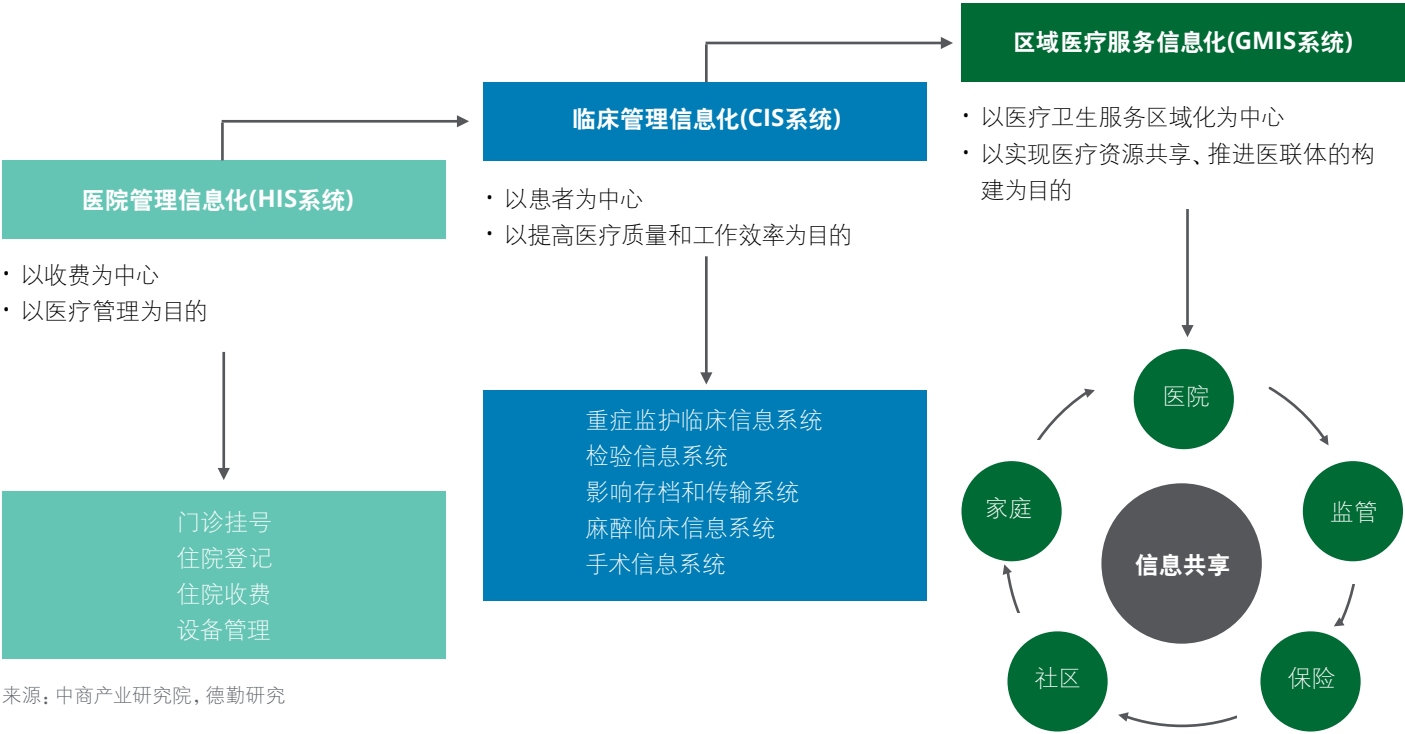 医院管理信息化(HIS系统)
• 以收费为中心
• 以医疗管理为目的
门诊挂号
住院登记
住院收费
设备管理
临床管理信息化(CIS系统)
• 以患者为中心
• 以提高医疗质量和工作效率为目的
重症监护临床信息系统
检验信息系统
影响存档和传输系统
麻醉临床信息系统
手术信息系统
区域医疗服务信息化(GMIS系统)
• 以医疗卫生服务区域化为中心
• 以实现医疗资源共享、推进医联体的构
建为目的
医院
监管
保险
社区
家庭
信息共享
来源：中商产业研究院，德勤研究